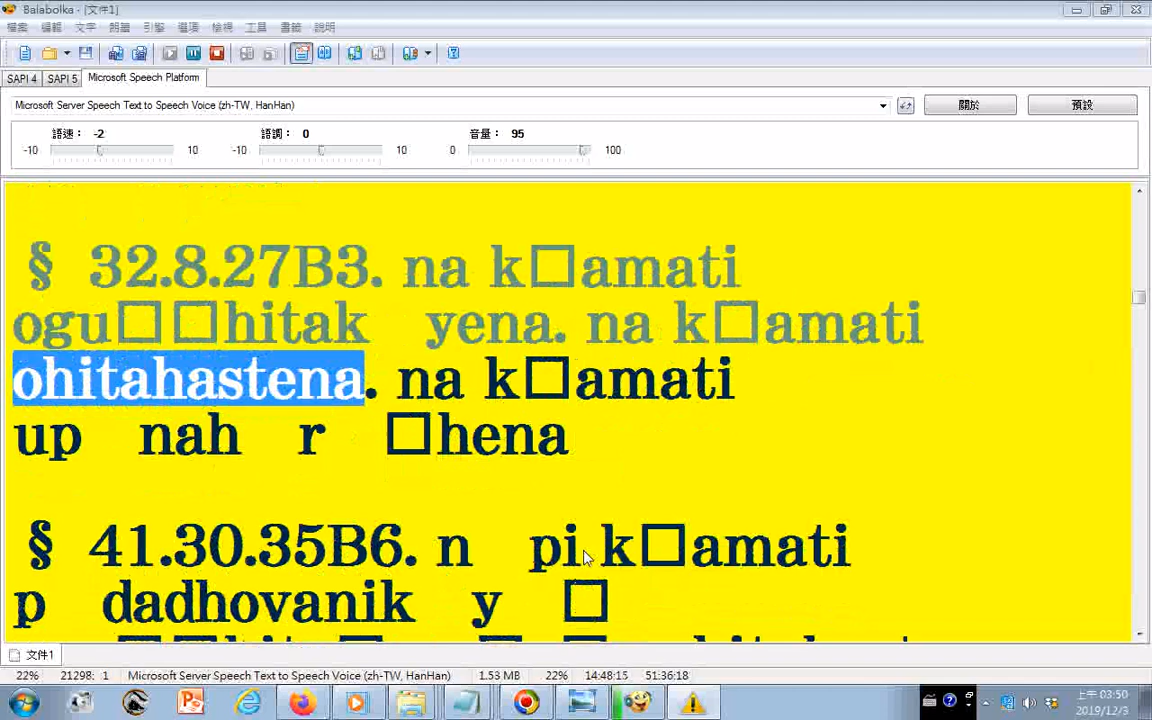 Balabolka - [文件1]
檔案 編輯 文字 朗讀 引擎 選項 檢視 工具 書籤 說明
SAPI 4 SAPI 5 Microsoft Speech Platform
Microsoft Server Speech Text to Speech Voice (zh-TW, HanHan)
關於 預設
語速： -2 語調： 0 音量： 95
-10 10 -10 10 0 100
§ 32.8.27B3. na k□amati
ogu□□hitak yena. na k□amati
ohitahastena. na k□amati
up nah r □hena
§ 41.30.35B6. n pi k□amati
p dadhovanik y □
文件1
22% 21298: 1 Microsoft Server Speech Text to Speech Voice (zh-TW, HanHan) 1.53 MB 22% 14:48:15 51:36:18
上午 03:50
2019/12/3